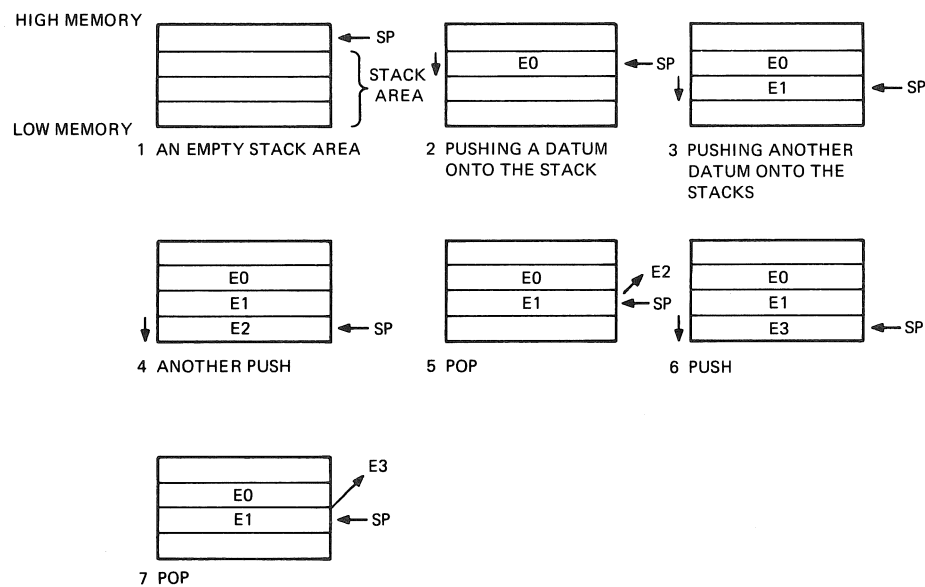 HIGH MEMORY
SP
STACK
AREA
LOW MEMORY
1 AN EMPTY STACK AREA
E0
SP
2 PUSHING A DATUM
ONTO THE STACK
E0
E1
SP
3 PUSHING ANOTHER
DATUM ONTO THE
STACKS
E0
E1
E2
SP
4 ANOTHER PUSH
E2
E0
E1
SP
5 POP
E0
E1
E3
SP
6 PUSH
E3
E0
E1
SP
7 POP